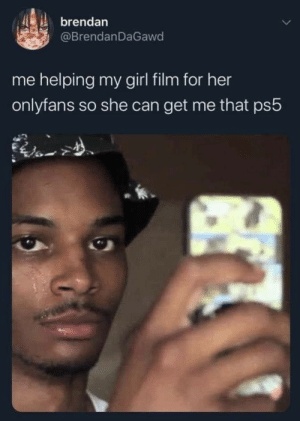 brendan
@BrendanDaGawd
me helping my girl film for her
onlyfans so she can get me that ps5